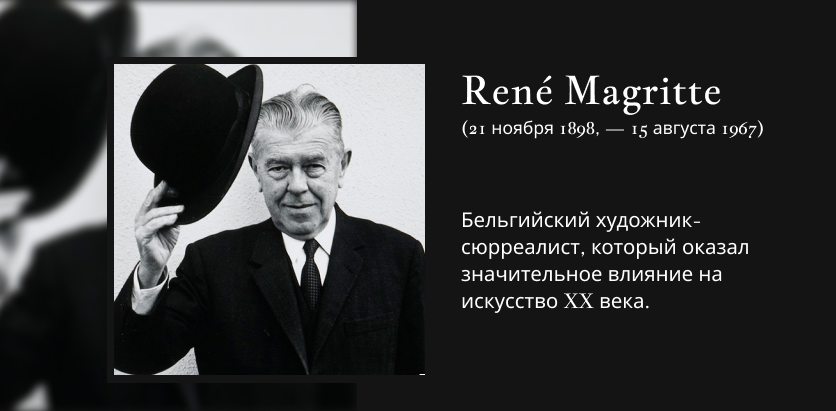 René Magritte
(21 ноября 1898, — 15 августа 1967)
Бельгийский художник-
сюрреалист, который оказал
значительное влияние на
искусство XX века.